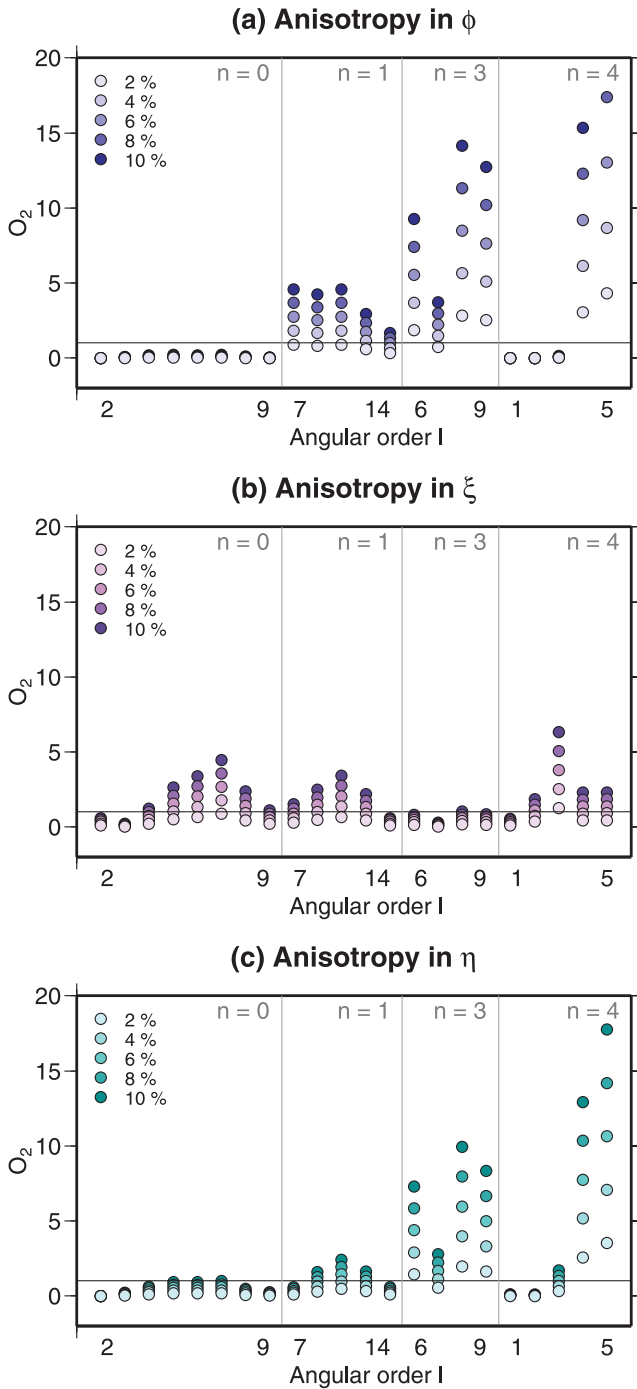 (a) Anisotropy in ϕ
20
15
10
5
0
O₂
n = 0
n = 1
n = 3
n = 4
2 %
4 %
6 %
8 %
10 %
2
9
7
14
6
9
1
5
Angular order l
(b) Anisotropy in ξ
20
15
10
5
0
O₂
n = 0
n = 1
n = 3
n = 4
2 %
4 %
6 %
8 %
10 %
2
9
7
14
6
9
1
5
Angular order l
(c) Anisotropy in η
20
15
10
5
0
O₂
n = 0
n = 1
n = 3
n = 4
2 %
4 %
6 %
8 %
10 %
2
9
7
14
6
9
1
5
Angular order l